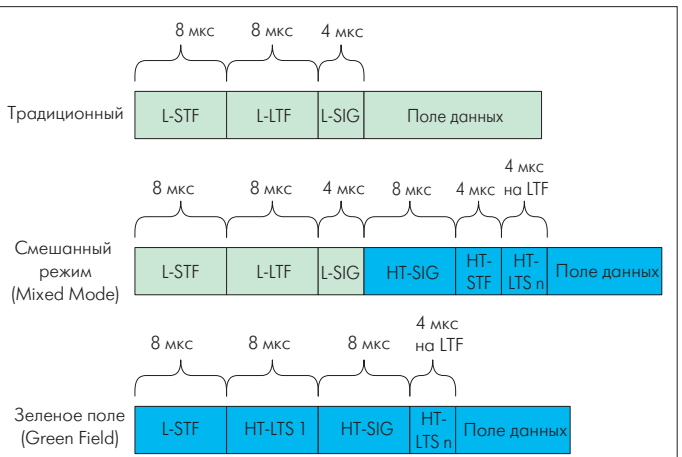 8 мкс 8 мкс 4 мкс
Традиционный L-STF L-LTF L-SIG Поле данных
4 мкс
на LTF
8 мкс 8 мкс 4 мкс 8 мкс 4 мкс
Смешанный
режим
(Mixed Mode)
L-STF L-LTF L-SIG HT-SIG
HT-
STF
HT-
LTS n
Поле данных
4 мкс
на LTF
8 мкс 8 мкс 8 мкс
Зеленое поле
(Green Field)
L-STF HT-LTS 1 HT-SIG
HT-
LTS n
Поле данных